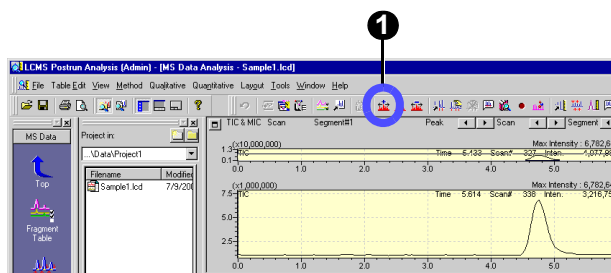 1
LCMS Postrun Analysis (Admin) - [MS Data Analysis - Sample1.lcd]
File Table Edit View Method Qualitative Quantitative Layout Tools Window Help
MS Data
Project in:
TIC & MIC Scan Segment#1 Peak Scan Segment
...\Data\Project1
(x10,000,000) Max Intensity : 6,782,6
1.3 TIC Time 5.133 Scan# 327 Inten. 1,077,98
0.1
0.0 1.0 2.0 3.0 4.0 5.0
Filename Modified
Sample1.lcd 7/9/200
Top
(x1,000,000) Max Intensity : 6,782,64
7.5 TIC Time 5.614 Scan# 338 Inten. 3,216,75
5.0
Fragment
Table
2.5
0.0 1.0 2.0 3.0 4.0 5.0